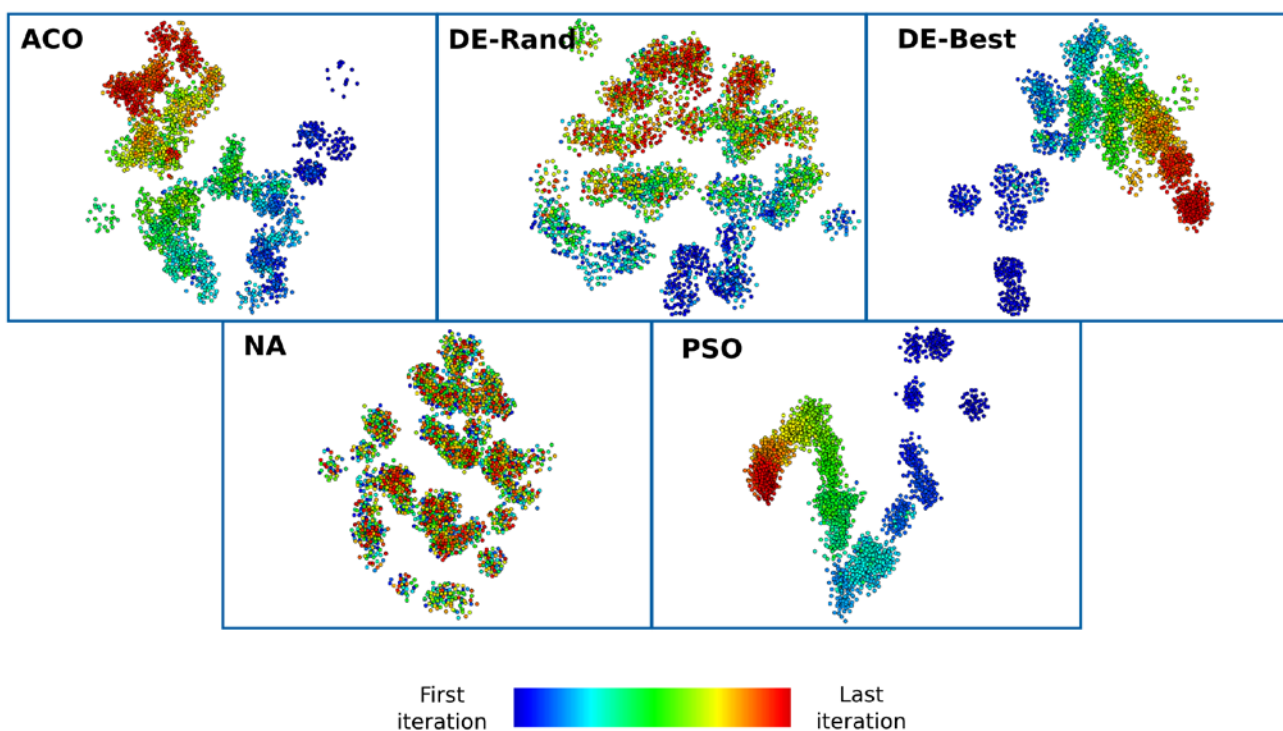 ACO
DE-Rand
DE-Best
NA
PSO
First
iteration
Last
iteration